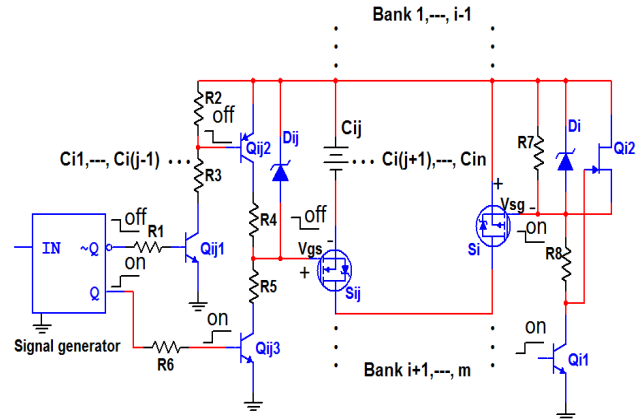 Bank 1,---, i-1
R2
off
Qij2
Dij
Cij
R7
Di
Qi2
Ci1,---, Ci(j-1) ···
··· Ci(j+1),---, Cin
R3
+
Vsg -
off
R1
R4
off
Si
on
R8
IN
~Q
Q
on
Qij1
Vgs
-
+
Sij
R5
on
on
Signal generator
R6
Qij3
Qi1
Bank i+1,---, m